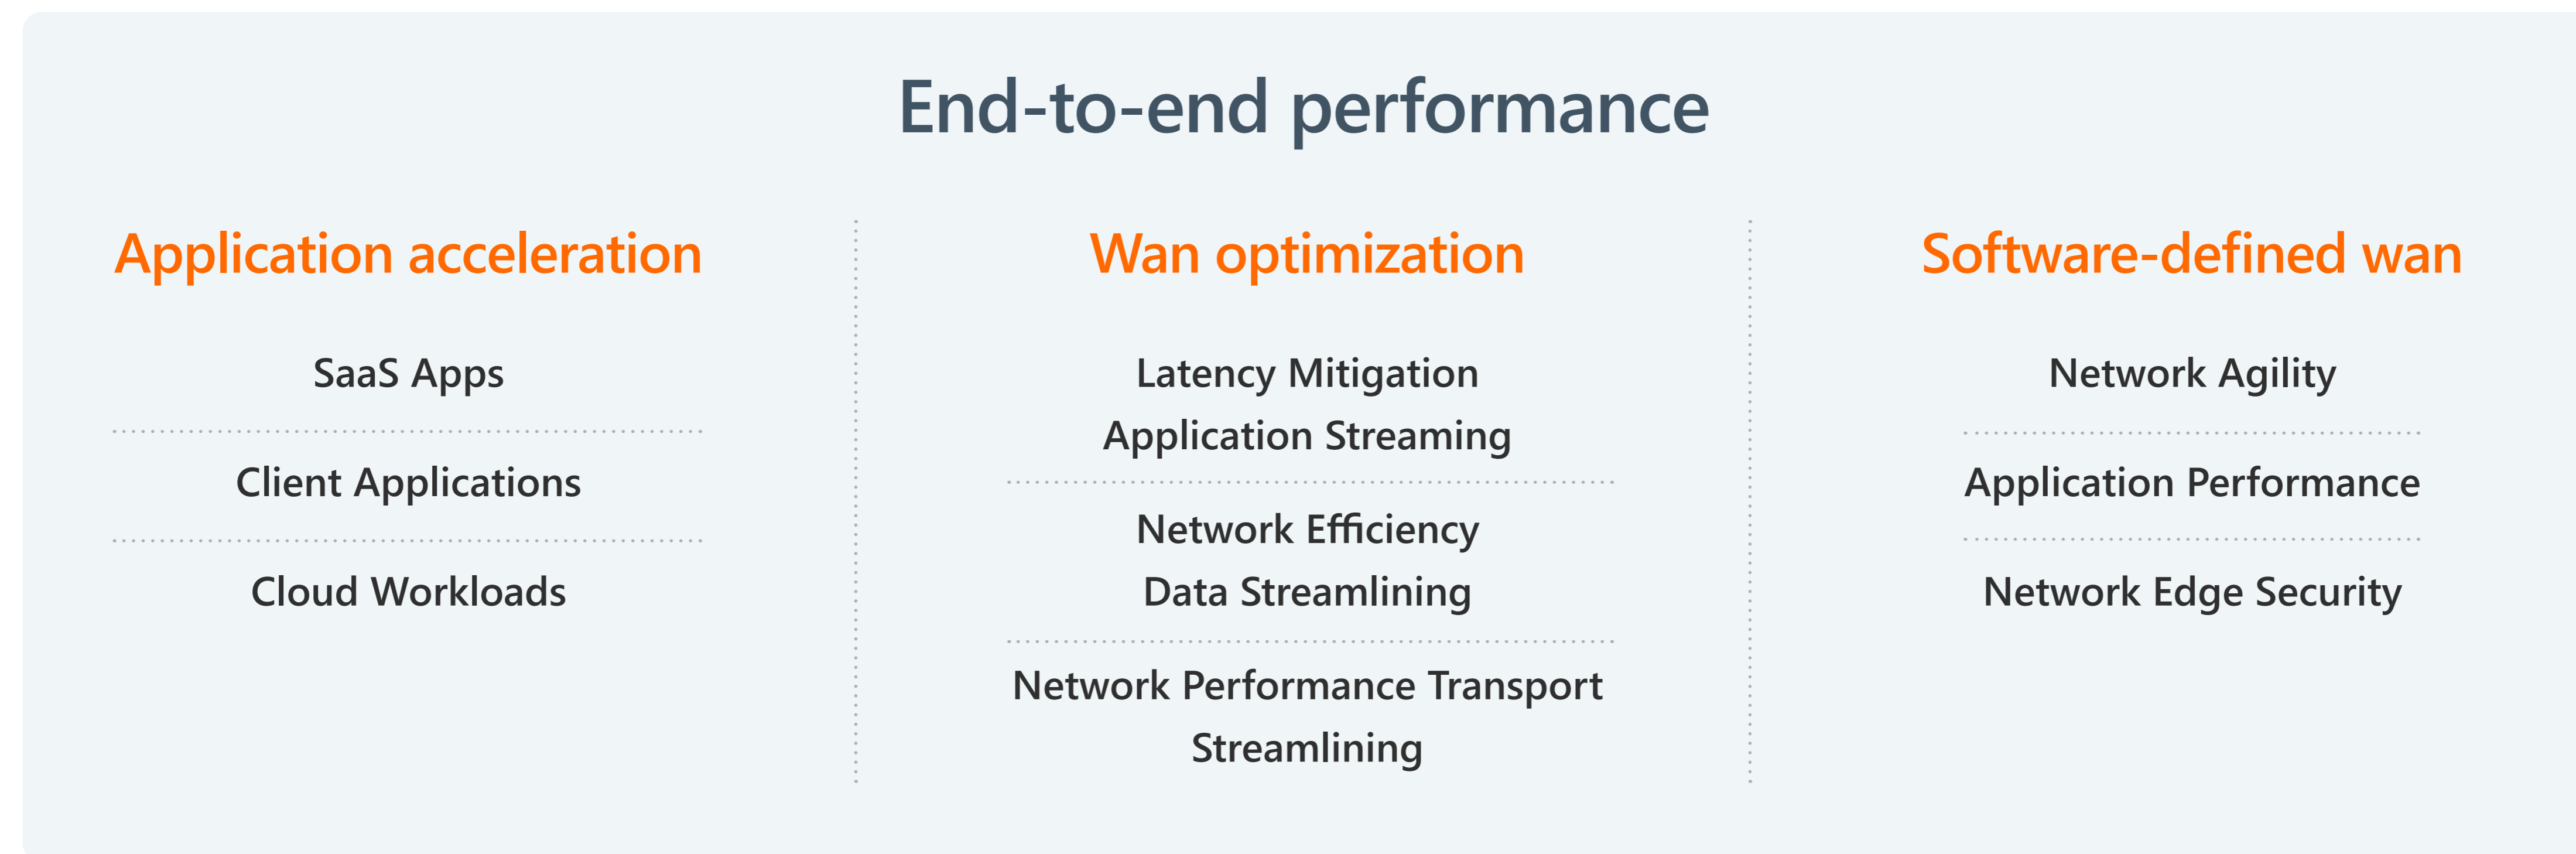 End-to-end performance
Application acceleration
SaaS Apps
Client Applications
Cloud Workloads
Wan optimization
Latency Mitigation
Application Streaming
Network Efficiency
Data Streamlining
Network Performance Transport
Streamlining
Software-defined wan
Network Agility
Application Performance
Network Edge Security